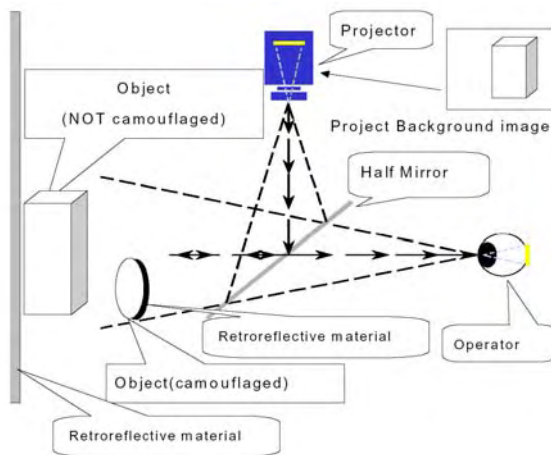 Projector
Object
(NOT camouflaged)
Project Background image
Half Mirror
Retroreflective material
Operator
Object(camouflaged)
Retroreflective material